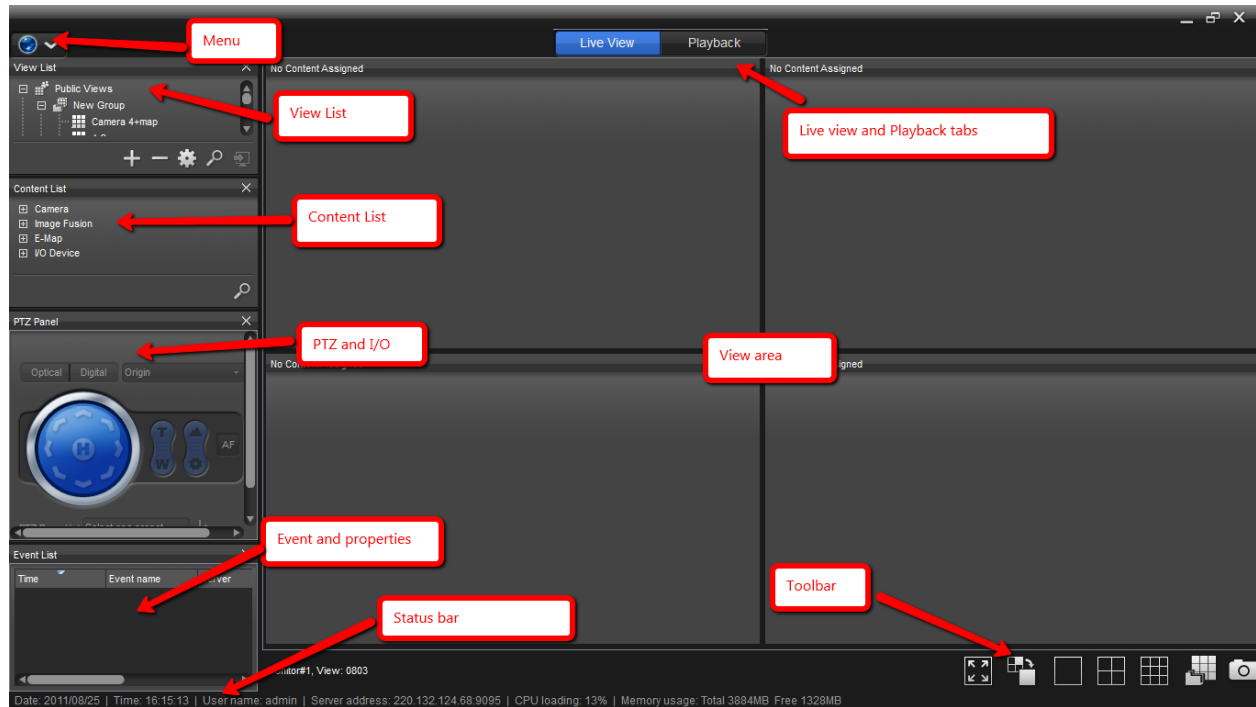 Menu
Live View Playback
View List
No Content Assigned
No Content Assigned
Public Views
New Group
Camera 4+map
View List
Live view and Playback tabs
Content List
Camera
Image Fusion
E-Map
I/O Device
Content List
PTZ Panel
PTZ and I/O
View area
Optical Digital Origin
No
AF
T
W
H
Event and properties
Event List
Time Event name
Toolbar
Status bar
View: 0803
Date: 2011/08/25 | Time: 16:15:13 | User name: admin | Server address: 220.132.124.68:9095 | CPU loading: 13% | Memory usage: Total 3884MB Free 1328MB